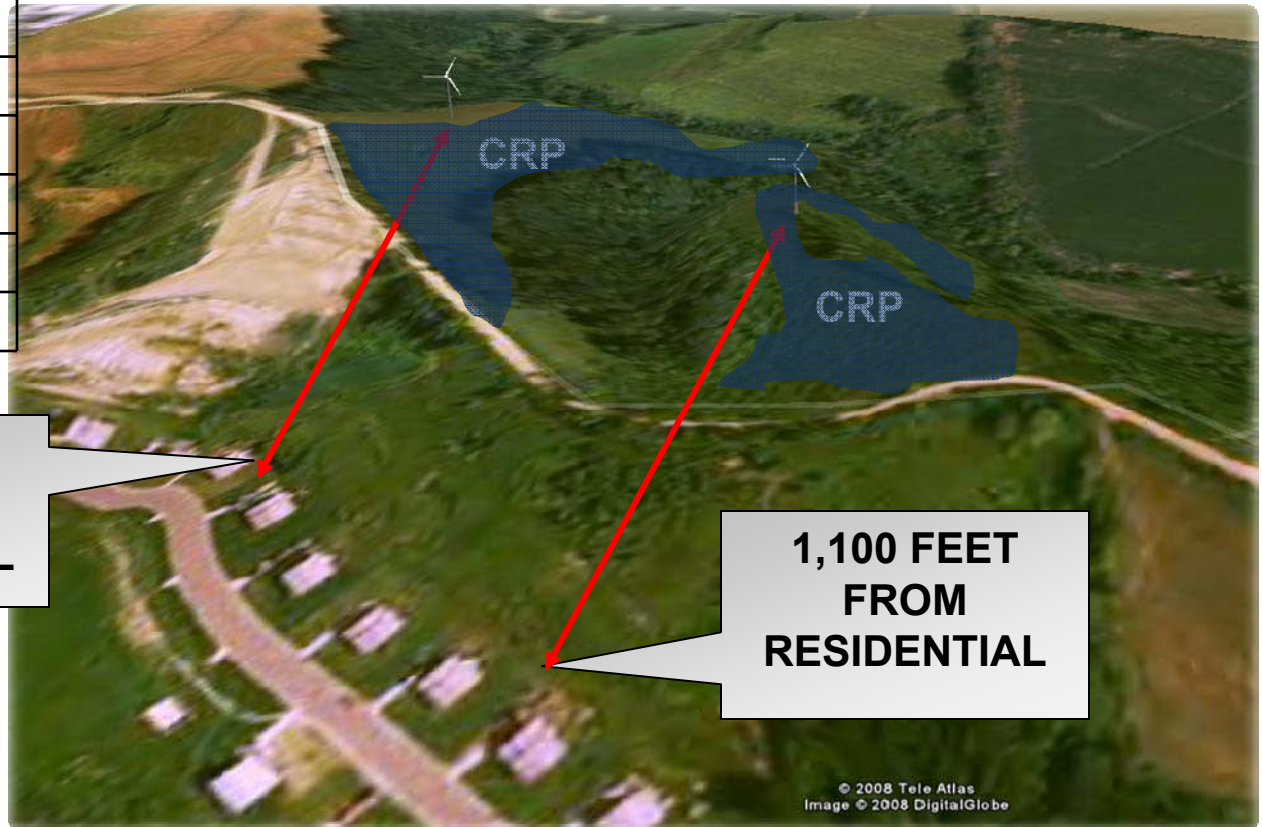 CRP
CRP
1,100 FEET
FROM
RESIDENTIAL
© 2008 Tele Atlas
Image © 2008 DigitalGlobe